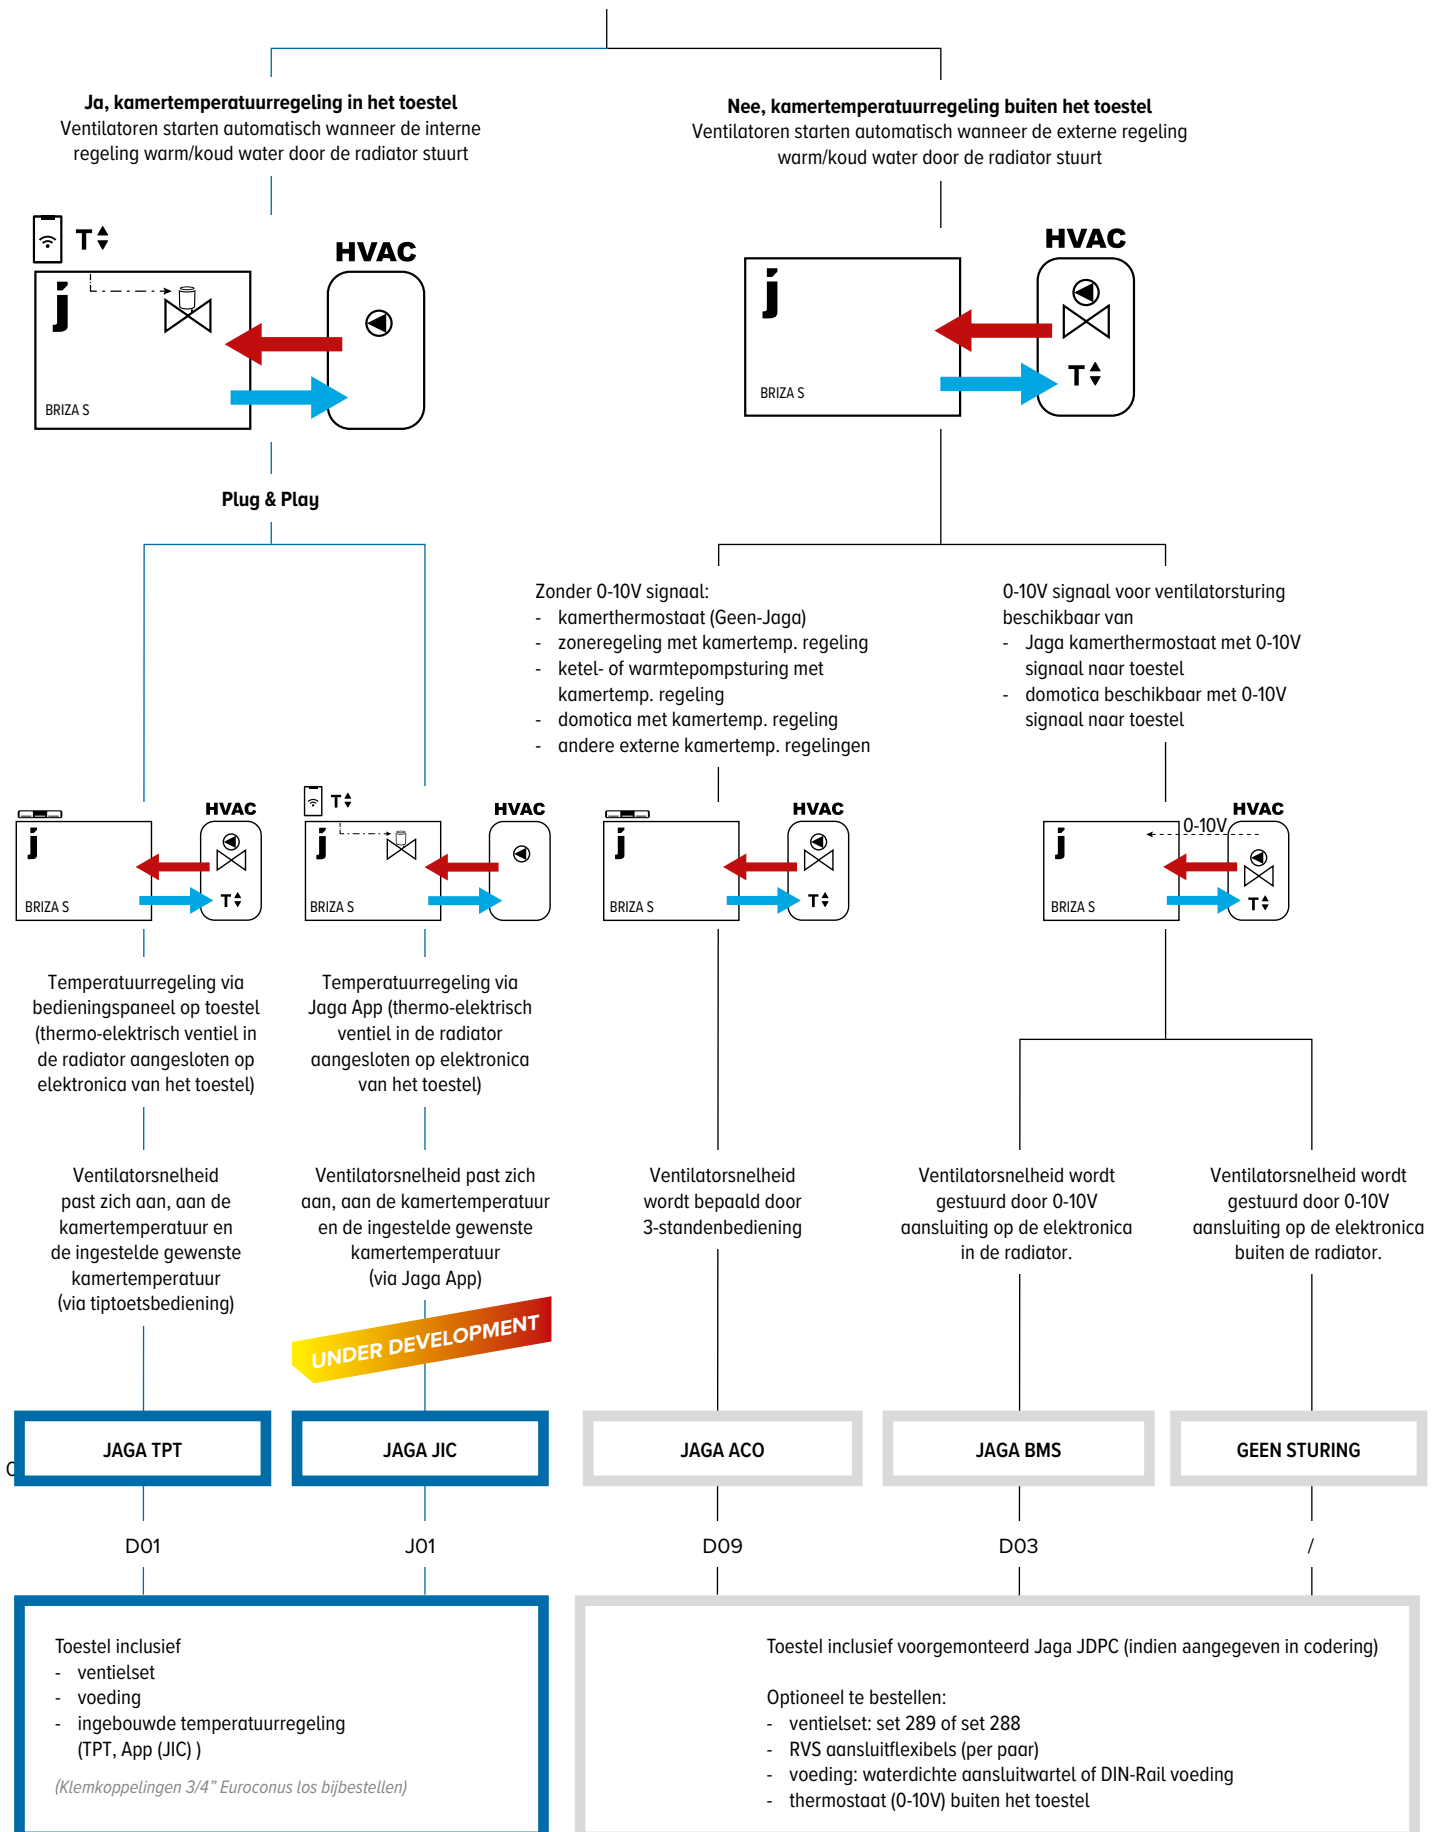 Ja, kamertemperatuurregeling in het toestel
Ventilatoren starten automatisch wanneer de interne
regeling warm/koud water door de radiator stuurt
Nee, kamertemperatuurregeling buiten het toestel
Ventilatoren starten automatisch wanneer de externe regeling
warm/koud water door de radiator stuurt
T
HVAC
j
BRIZA S
HVAC
j
T
BRIZA S
Plug & Play
Zonder 0-10V signaal:
- kamerthermostaat (Geen-Jaga)
- zoneregeling met kamertemp. regeling
- ketel- of warmtepompsturing met
kamertemp. regeling
- domotica met kamertemp. regeling
- andere externe kamertemp. regelingen
0-10V signaal voor ventilatorsturing
beschikbaar van
- Jaga kamerthermostaat met 0-10V
signaal naar toestel
- domotica beschikbaar met 0-10V
signaal naar toestel
HVAC
j
T
BRIZA S
T
HVAC
j
BRIZA S
HVAC
j
T
BRIZA S
HVAC
0-10V
j
T
BRIZA S
Temperatuurregeling via
bedieningspaneel op toestel
(thermo-elektrisch ventiel in
de radiator aangesloten op
elektronica van het toestel)
Temperatuurregeling via
Jaga App (thermo-elektrisch
ventiel in de radiator
aangesloten op elektronica
van het toestel)
Ventilatorsnelheid
past zich aan, aan de
kamertemperatuur en
de ingestelde gewenste
kamertemperatuur
(via tiptoetsbediening)
Ventilatorsnelheid past zich
aan, aan de kamertemperatuur
en de ingestelde gewenste
kamertemperatuur
(via Jaga App)
Ventilatorsnelheid
wordt bepaald door
3-standenbediening
Ventilatorsnelheid wordt
gestuurd door 0-10V
aansluiting op de elektronica
in de radiator.
Ventilatorsnelheid wordt
gestuurd door 0-10V
aansluiting op de elektronica
buiten de radiator.
UNDER DEVELOPMENT
JAGA TPT
JAGA JIC
JAGA ACO
JAGA BMS
GEEN STURING
D01
J01
D09
D03
/
Toestel inclusief
- ventielset
- voeding
- ingebouwde temperatuurregeling
(TPT, App (JIC) )
(Klemkoppelingen 3/4” Euroconus los bijbestellen)
Toestel inclusief voorgemonteerd Jaga JDPC (indien aangegeven in codering)
Optioneel te bestellen:
- ventielset: set 289 of set 288
- RVS aansluitflexibels (per paar)
- voeding: waterdichte aansluitwartel of DIN-Rail voeding
- thermostaat (0-10V) buiten het toestel